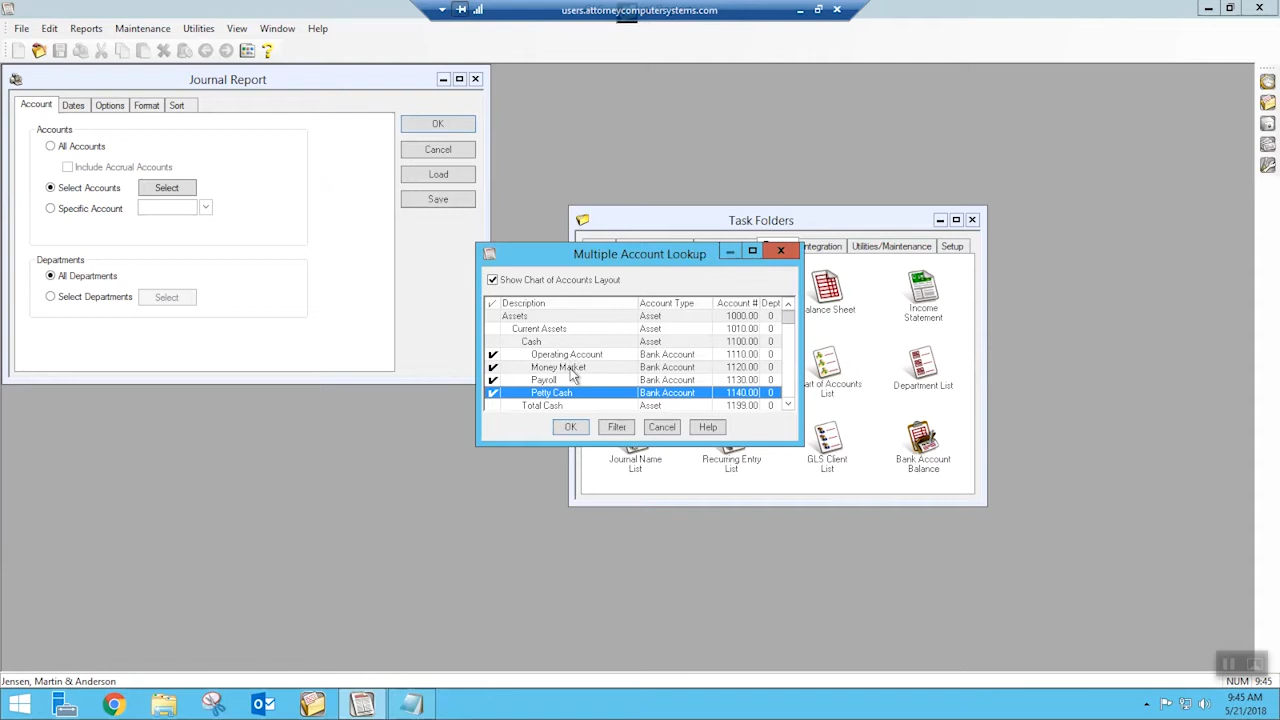 users.attorneycomputersystems.com
File Edit Reports Maintenance Utilities View Window Help
Journal Report
Account Dates Options Format Sort
Accounts
All Accounts
Include Accrual Accounts
Select Accounts Select
Specific Account
Departments
All Departments
Select Departments Select
OK
Cancel
Load
Save
Task Folders
Integration Utilities/Maintenance Setup
Multiple Account Lookup
Show Chart of Accounts Layout
Description Account Type Account # Dept
Assets Asset 1000.00 0
Current Assets Asset 1010.00 0
Cash Asset 1100.00 0
Operating Account Bank Account 1110.00 0
Money Market Bank Account 1120.00 0
Payroll Bank Account 1130.00 0
Petty Cash Bank Account 1140.00 0
Total Cash Asset 1199.00 0
OK Filter Cancel Help
alance Sheet
Income
Statement
art of Accounts
List
Department List
Journal Name
List
Recurring Entry
List
GLS Client
List
Bank Account
Balance
Jensen, Martin & Anderson
NUM 9:45
9:45 AM
5/21/2018